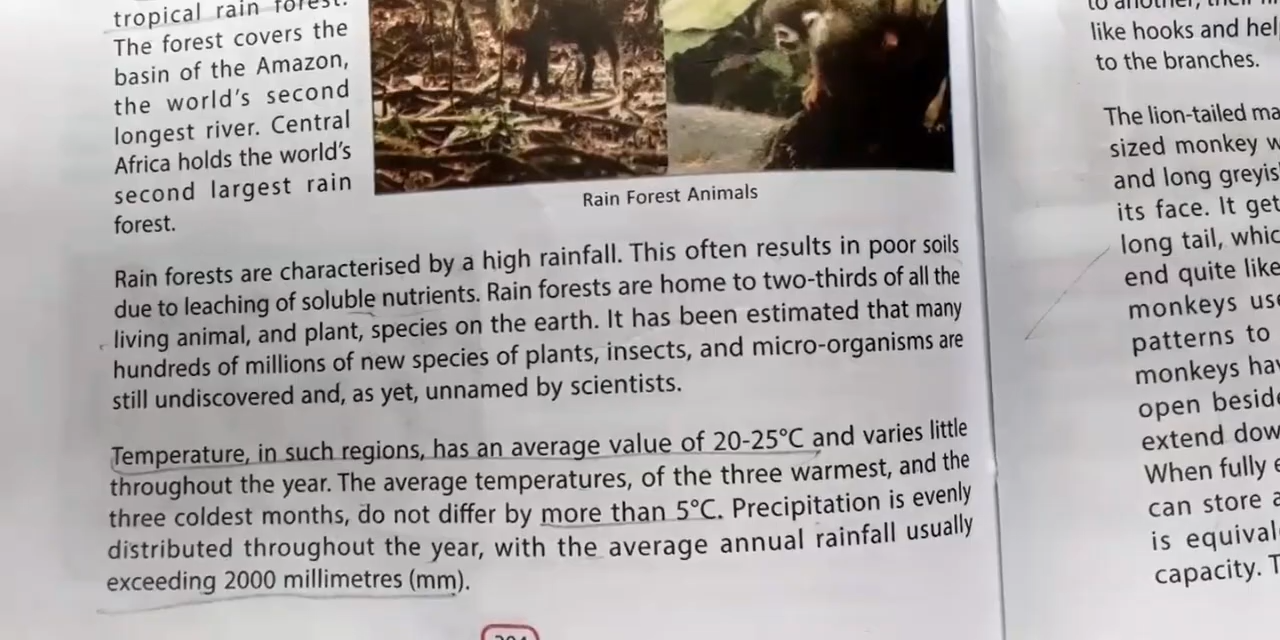 tropical rain forest.
The forest covers the
basin of the Amazon,
the world's second
longest river. Central
Africa holds the world's
second largest rain
forest.
Rain Forest Animals
Rain forests are characterised by a high rainfall. This often results in poor soils
due to leaching of soluble nutrients. Rain forests are home to two-thirds of all the
living animal, and plant, species on the earth. It has been estimated that many
hundreds of millions of new species of plants, insects, and micro-organisms are
still undiscovered and, as yet, unnamed by scientists.
Temperature, in such regions, has an average value of 20-25°C and varies little
throughout the year. The average temperatures, of the three warmest, and the
three coldest months, do not differ by more than 5°C. Precipitation is evenly
distributed throughout the year, with the average annual rainfall usually
exceeding 2000 millimetres (mm).
to another, their
like hooks and hel
to the branches.
The lion-tailed ma
sized monkey w
and long greyis
its face. It get
long tail, whic
end quite like
monkeys use
patterns to
monkeys hav
open beside
extend dow
When fully e
can store a
is equival
capacity. T